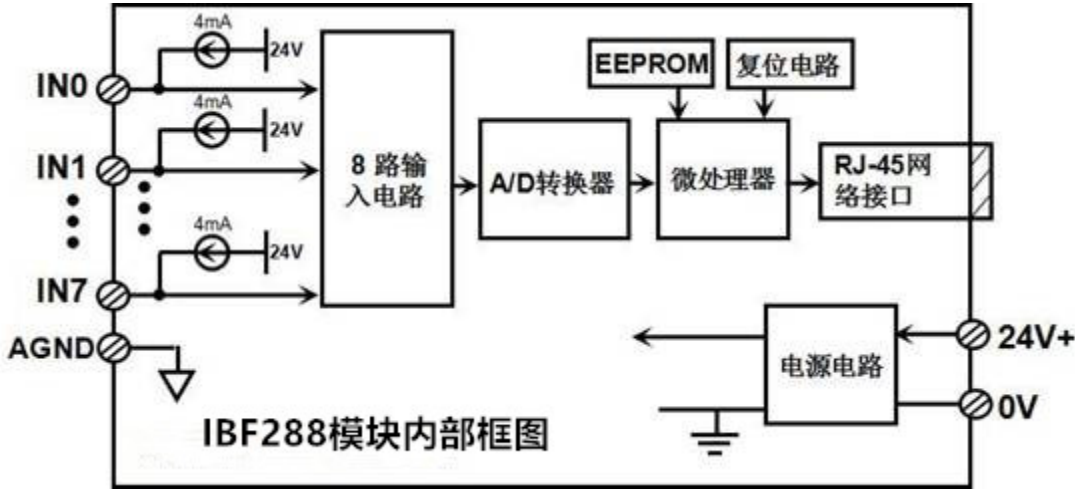 4mA
24V
IN0
4mA
24V
IN1
4mA
24V
IN7
AGND
8 路输
入电路
A/D转换器
EEPROM
复位电路
微处理器
RJ-45网
络接口
电源电路
24V+
0V
IBF288模块内部框图